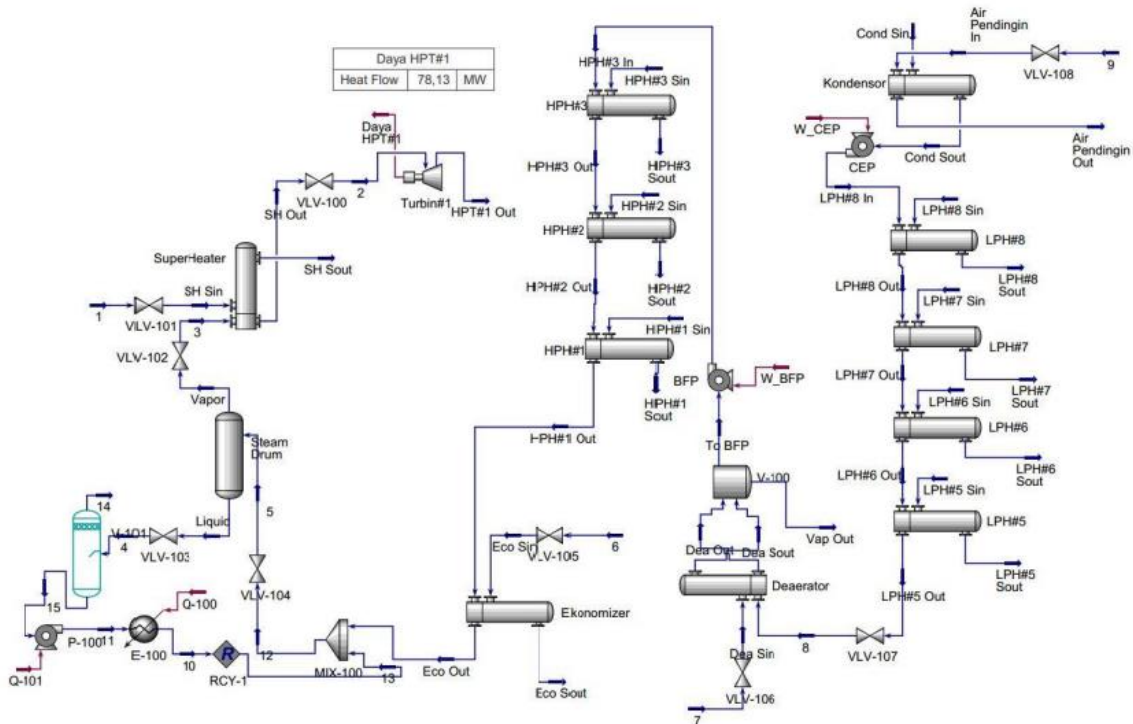 Daya HPT#1
Heat Flow 78,13 MW
Daya
HPT#1
2
VLV-100
Turbin#1
HPT#1 Out
SH Out
SuperHeater
SH Sout
SH Sin
1
VLV-101
3
VLV-102
Vapor
Steam
Drum
14
4
VLV-103
Liquid
5
15
P-100
11
Q-100
E-100
10
Q-101
RCY-1
VLV-104
12
MIX-100
13
Eco Out
Eco Sin
VLV-105
6
Ekonomizer
Eco Sout
HPH#3 In
HPH#3 Sin
HPH#3
HPH#3 Out
HPH#3
Sout
HPH#2 Sin
HPH#2
HPH#2 Out
HPH#2
Sout
HPH#1 Sin
HPH#1
HPH#1
Sout
HPH#1 Out
BFP
W_BFP
To BFP
V-100
Vap Out
Dea Out
Dea Sout
Deaerator
Dea Sin
VLV-106
7
8
VLV-107
Air
Pendingin
In
Cond Sin
VLV-108
9
Kondensor
W_CEP
CEP
Cond Sout
Air
Pendingin
Out
LPH#8 In
LPH#8 Sin
LPH#8
LPH#8 Out
LPH#8
Sout
LPH#7 Sin
LPH#7
LPH#7 Out
LPH#7
Sout
LPH#6 Sin
LPH#6
LPH#6 Out
LPH#6
Sout
LPH#5 Sin
LPH#5
LPH#5
Sout
LPH#5 Out